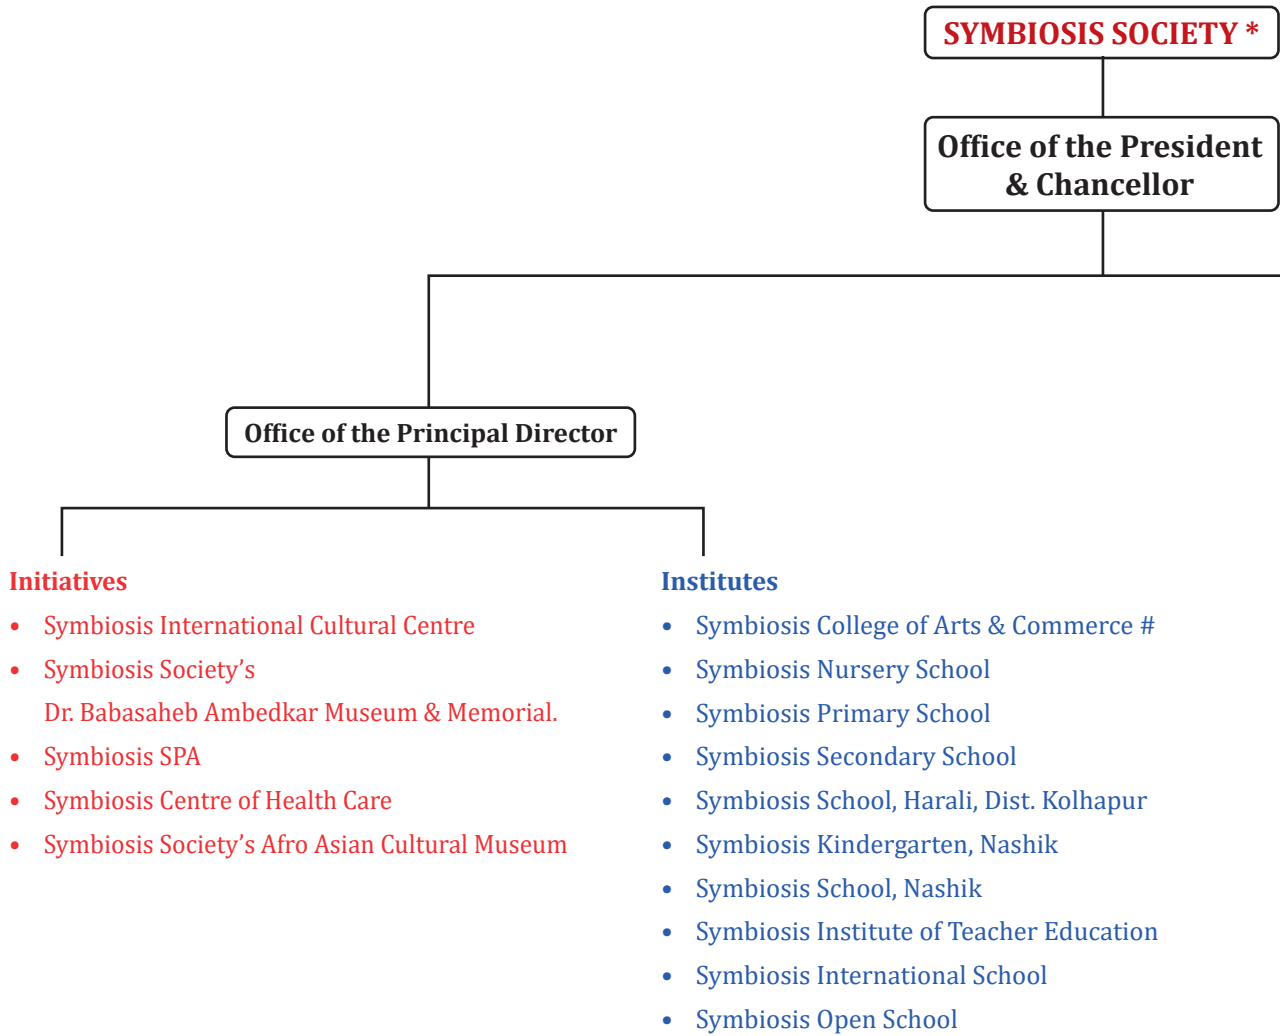 SYMBIOSIS SOCIETY *
Office of the President
& Chancellor
Office of the Principal Director
Initiatives
• Symbiosis International Cultural Centre
• Symbiosis Society’s
Dr. Babasaheb Ambedkar Museum & Memorial.
• Symbiosis SPA
• Symbiosis Centre of Health Care
• Symbiosis Society’s Afro Asian Cultural Museum
Institutes
• Symbiosis College of Arts & Commerce #
• Symbiosis Nursery School
• Symbiosis Primary School
• Symbiosis Secondary School
• Symbiosis School, Harali, Dist. Kolhapur
• Symbiosis Kindergarten, Nashik
• Symbiosis School, Nashik
• Symbiosis Institute of Teacher Education
• Symbiosis International School
• Symbiosis Open School